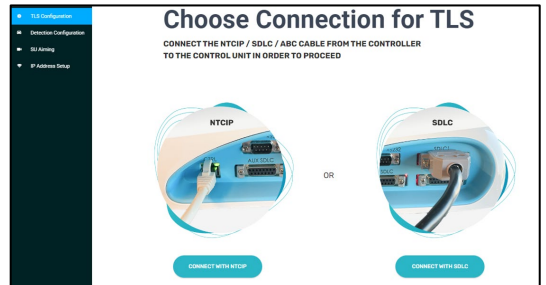 TLS Configuration
Detection Configuration
SU Aiming
IP Address Setup
Choose Connection for TLS
CONNECT THE NTCIP / SDLC / ABC CABLE FROM THE CONTROLLER
TO THE CONTROL UNIT IN ORDER TO PROCEED
NTCIP
AUX SDLC
OR
SDLC
CONNECT WITH NTCIP
CONNECT WITH SDLC